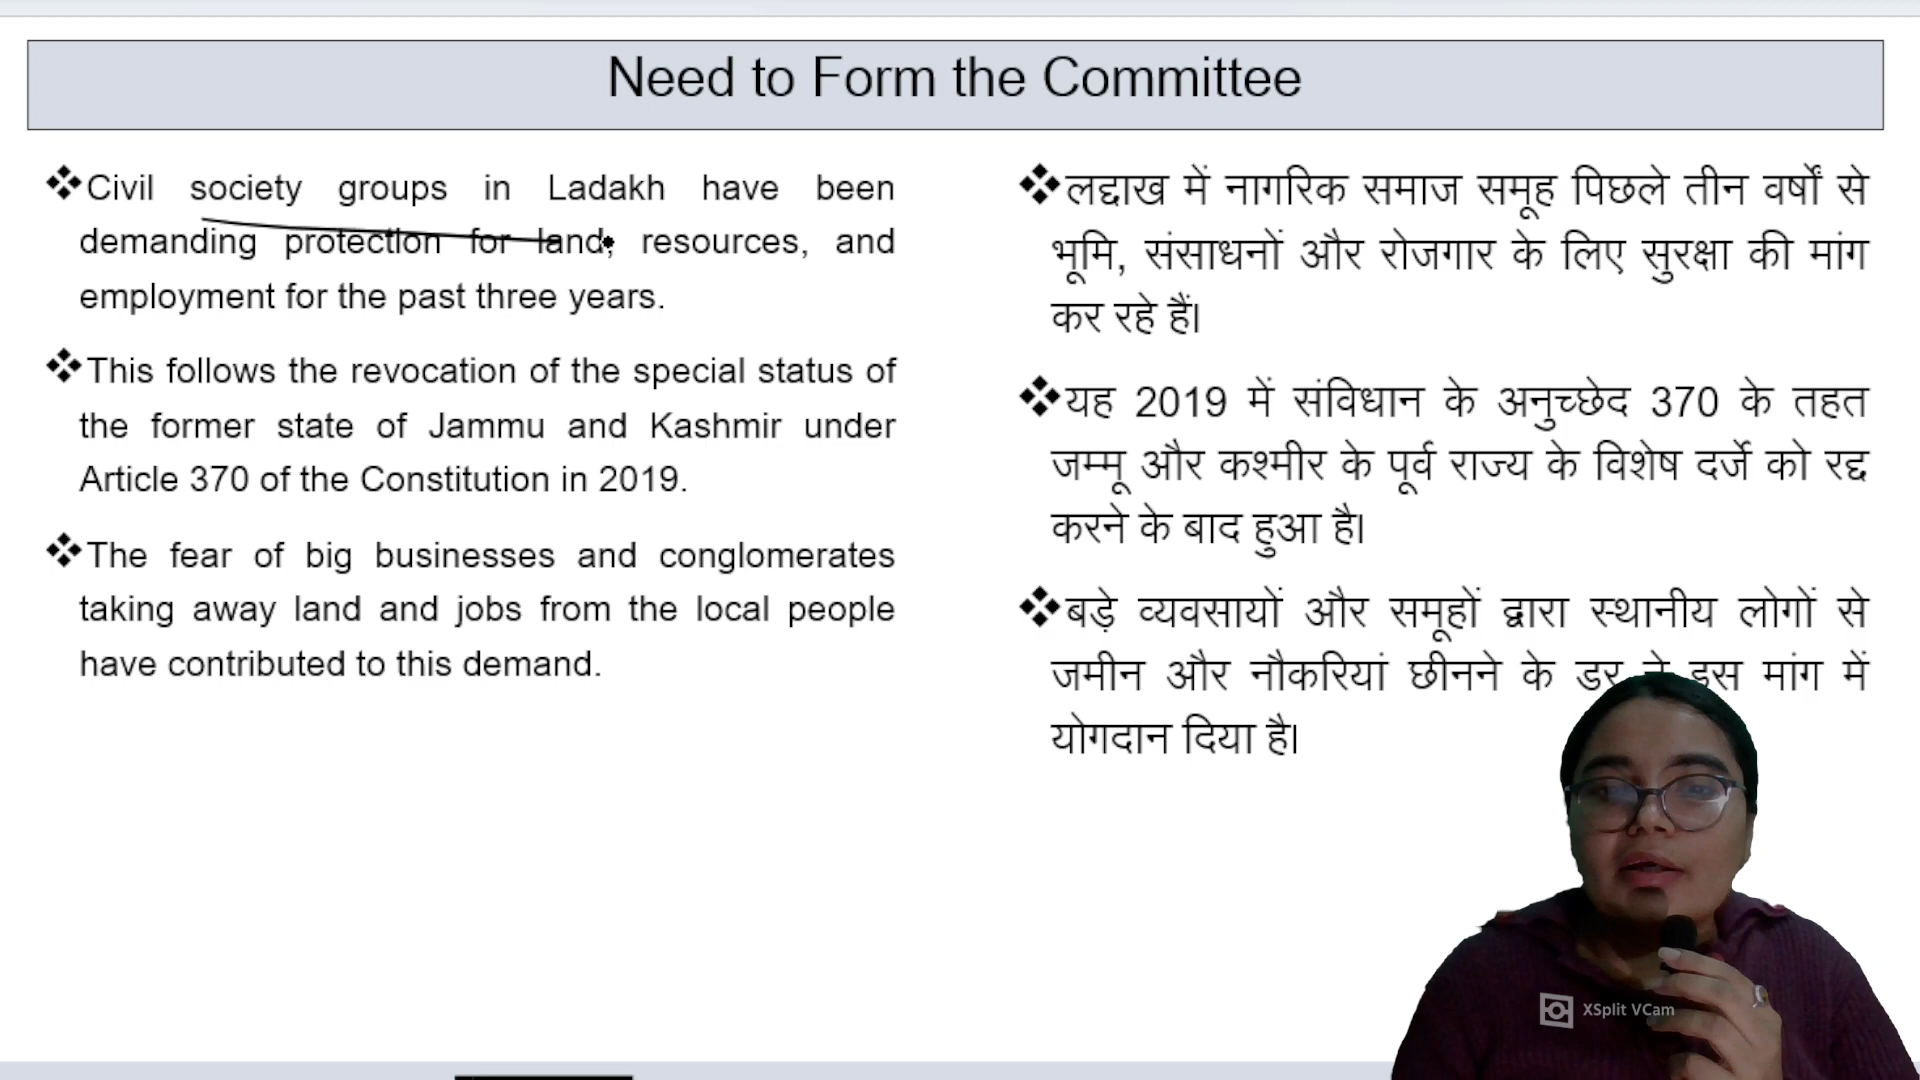 Need to Form the Committee
❖Civil society groups in Ladakh have been
demanding protection for land, resources, and
employment for the past three years.
❖This follows the revocation of the special status of
the former state of Jammu and Kashmir under
Article 370 of the Constitution in 2019.
❖The fear of big businesses and conglomerates
taking away land and jobs from the local people
have contributed to this demand.
❖लद्दाख में नागरिक समाज समूह पिछले तीन वर्षों से
भूमि, संसाधनों और रोजगार के लिए सुरक्षा की मांग
कर रहे हैं।
❖यह 2019 में संविधान के अनुच्छेद 370 के तहत
जम्मू और कश्मीर के पूर्व राज्य के विशेष दर्जे को रद्द
करने के बाद हुआ है।
❖बड़े व्यवसायों और समूहों द्वारा स्थानीय लोगों से
जमीन और नौकरियां छीनने के डर ने इस मांग में
योगदान दिया है।
XSplit VCam